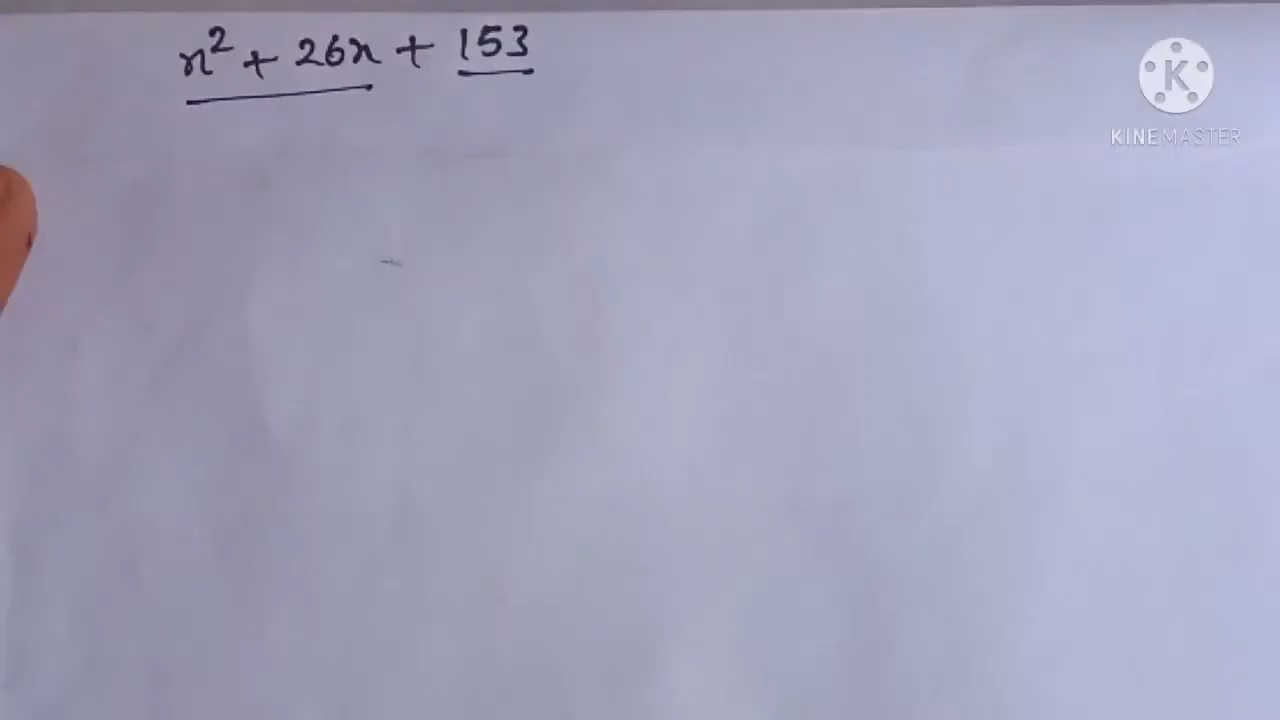 x² + 26x + 153
KINEMASTER